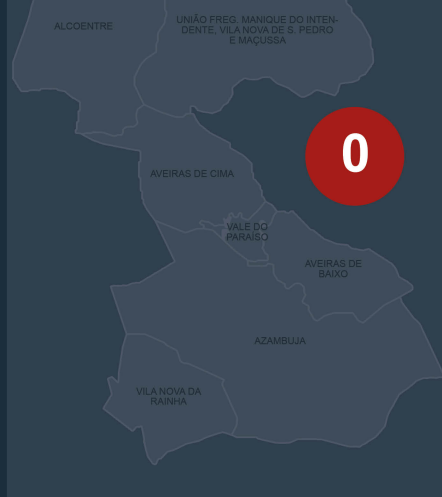 ALCOENTRE
UNIÃO FREG. MANIQUE DO INTEN-
DENTE, VILA NOVA DE S. PEDRO
E MAÇUSSA
0
AVEIRAS DE CIMA
VALE DO
PARAÍSO
AVEIRAS DE
BAIXO
AZAMBUJA
VILA NOVA DA
RAINHA